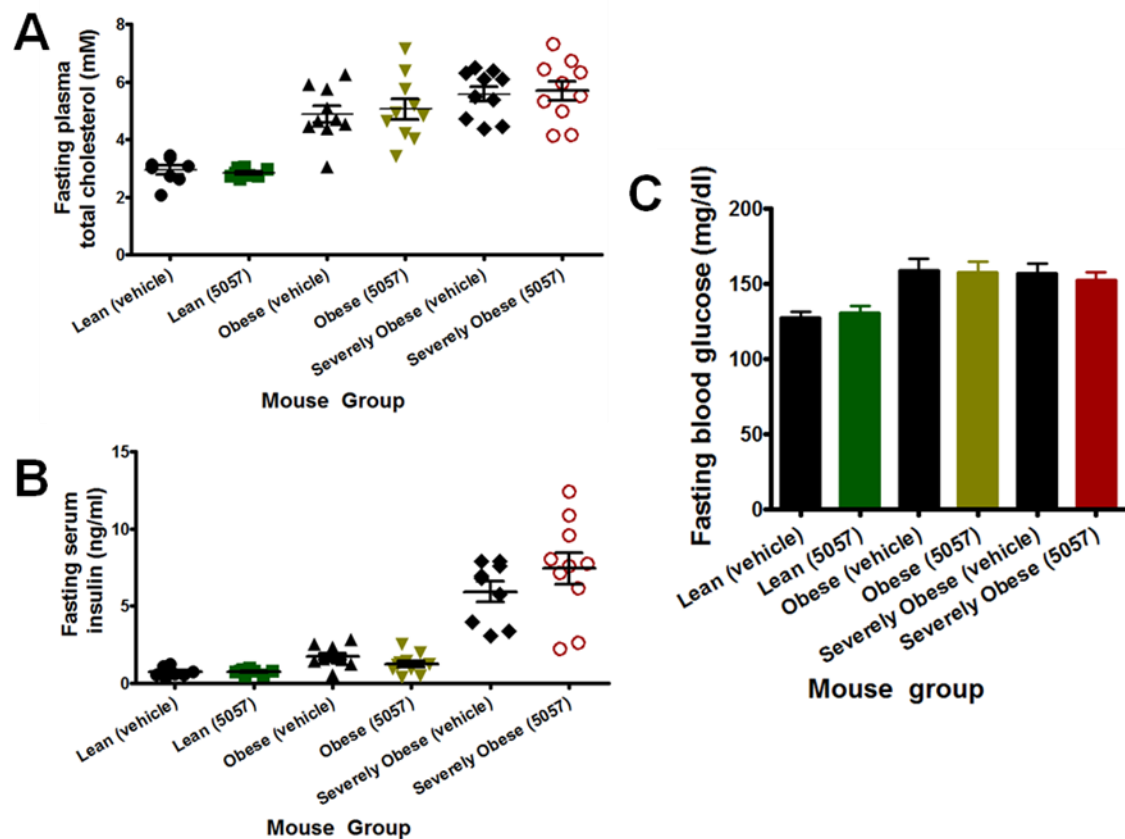 A
Fasting plasma
total cholesterol (mM)
8
6
4
2
0
Lean (vehicle)
Lean (5057)
Obese (vehicle)
Obese (5057)
Severely Obese (vehicle)
Severely Obese (5057)
Mouse Group
B
Fasting serum
insulin (ng/ml)
15
10
5
0
Lean (vehicle)
Lean (5057)
Obese (vehicle)
Obese (5057)
Severely Obese (vehicle)
Severely Obese (5057)
Mouse Group
C
Fasting blood glucose (mg/dl)
200
150
100
50
0
Lean (vehicle)
Lean (5057)
Obese (vehicle)
Obese (5057)
Severely Obese (vehicle)
Severely Obese (5057)
Mouse group